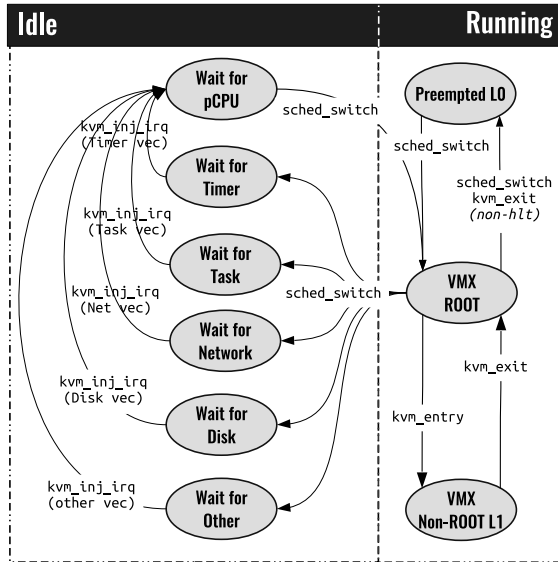 Idle
Running
Wait for
pCPU
sched_switch
Preempted L0
kvm_inj_irq
(Timer vec)
sched_switch
Wait for
Timer
sched_switch
kvm_exit
(non-hlt)
kvm_inj_irq
(Task vec)
Wait for
Task
sched_switch
VMX
ROOT
kvm_inj_irq
(Net vec)
Wait for
Network
kvm_exit
kvm_inj_irq
(Disk vec)
Wait for
Disk
kvm_entry
kvm_inj_irq
(other vec)
Wait for
Other
VMX
Non-ROOT L1